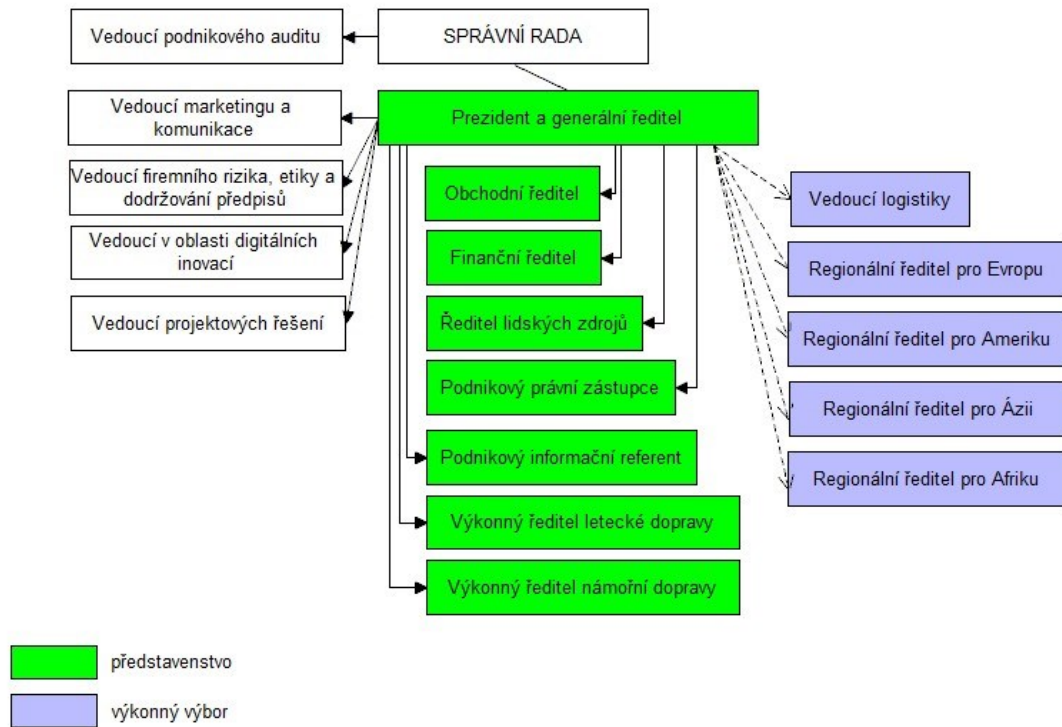 Vedoucí podnikového auditu
SPRÁVNÍ RADA
Vedoucí marketingu a
komunikace
Prezident a generální ředitel
Vedoucí firemního rizika, etiky a
dodržování předpisů
Vedoucí v oblasti digitálních
inovací
Vedoucí projektových řešení
Obchodní ředitel
Finanční ředitel
Ředitel lidských zdrojů
Podnikový právní zástupce
Podnikový informační referent
Výkonný ředitel letecké dopravy
Výkonný ředitel námořní dopravy
Vedoucí logistiky
Regionální ředitel pro Evropu
Regionální ředitel pro Ameriku
Regionální ředitel pro Ázii
Regionální ředitel pro Afriku
představenstvo
výkonný výbor